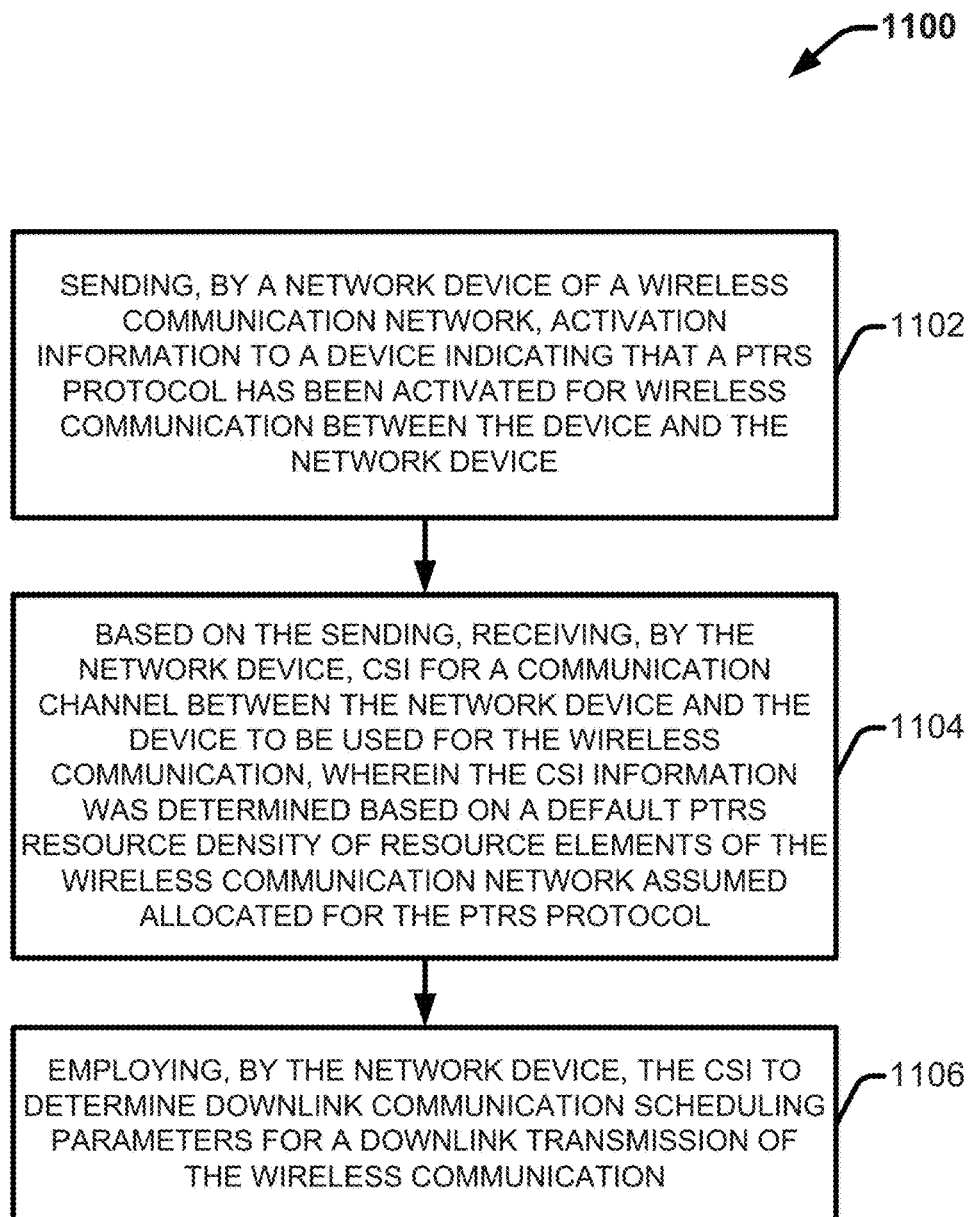 1100
SENDING, BY A NETWORK DEVICE OF A WIRELESS
COMMUNICATION NETWORK, ACTIVATION
INFORMATION TO A DEVICE INDICATING THAT A PTRS
PROTOCOL HAS BEEN ACTIVATED FOR WIRELESS
COMMUNICATION BETWEEN THE DEVICE AND THE
NETWORK DEVICE
1102
BASED ON THE SENDING, RECEIVING, BY THE
NETWORK DEVICE, CSI FOR A COMMUNICATION
CHANNEL BETWEEN THE NETWORK DEVICE AND THE
DEVICE TO BE USED FOR THE WIRELESS
COMMUNICATION, WHEREIN THE CSI INFORMATION
WAS DETERMINED BASED ON A DEFAULT PTRS
RESOURCE DENSITY OF RESOURCE ELEMENTS OF THE
WIRELESS COMMUNICATION NETWORK ASSUMED
ALLOCATED FOR THE PTRS PROTOCOL
1104
EMPLOYING, BY THE NETWORK DEVICE, THE CSI TO
DETERMINE DOWNLINK COMMUNICATION SCHEDULING
PARAMETERS FOR A DOWNLINK TRANSMISSION OF
THE WIRELESS COMMUNICATION
1106